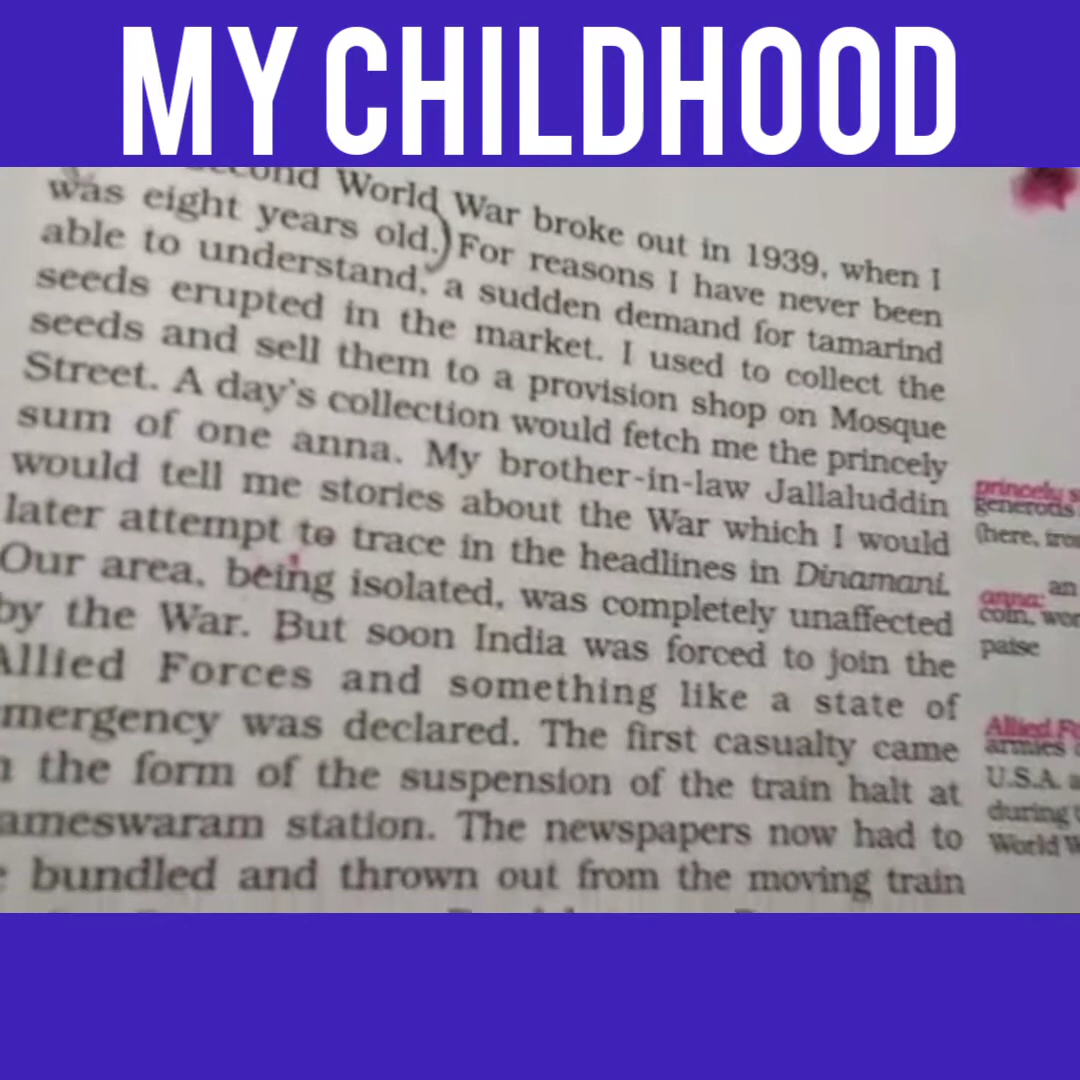 MY CHILDHOOD
World War broke out in 1939, when I
was eight years old. For reasons I have never been
able to understand, a sudden demand for tamarind
seeds erupted in the market. I used to collect the
seeds and sell them to a provision shop on Mosque
Street. A day's collection would fetch me the princely
sum of one anna. My brother-in-law Jallaluddin
would tell me stories about the War which I would
later attempt to trace in the headlines in Dinamani.
Our area, being isolated, was completely unaffected
by the War. But soon India was forced to join the
Allied Forces and something like a state of
mergency was declared. The first casualty came
the form of the suspension of the train halt at
ameswaram station. The newspapers now had to
bundled and thrown out from the moving train
princely s
generous
(here, iro
an
anna:
coin, wor
paise
Allied Fo
armies
U.S.A. a
during
World W